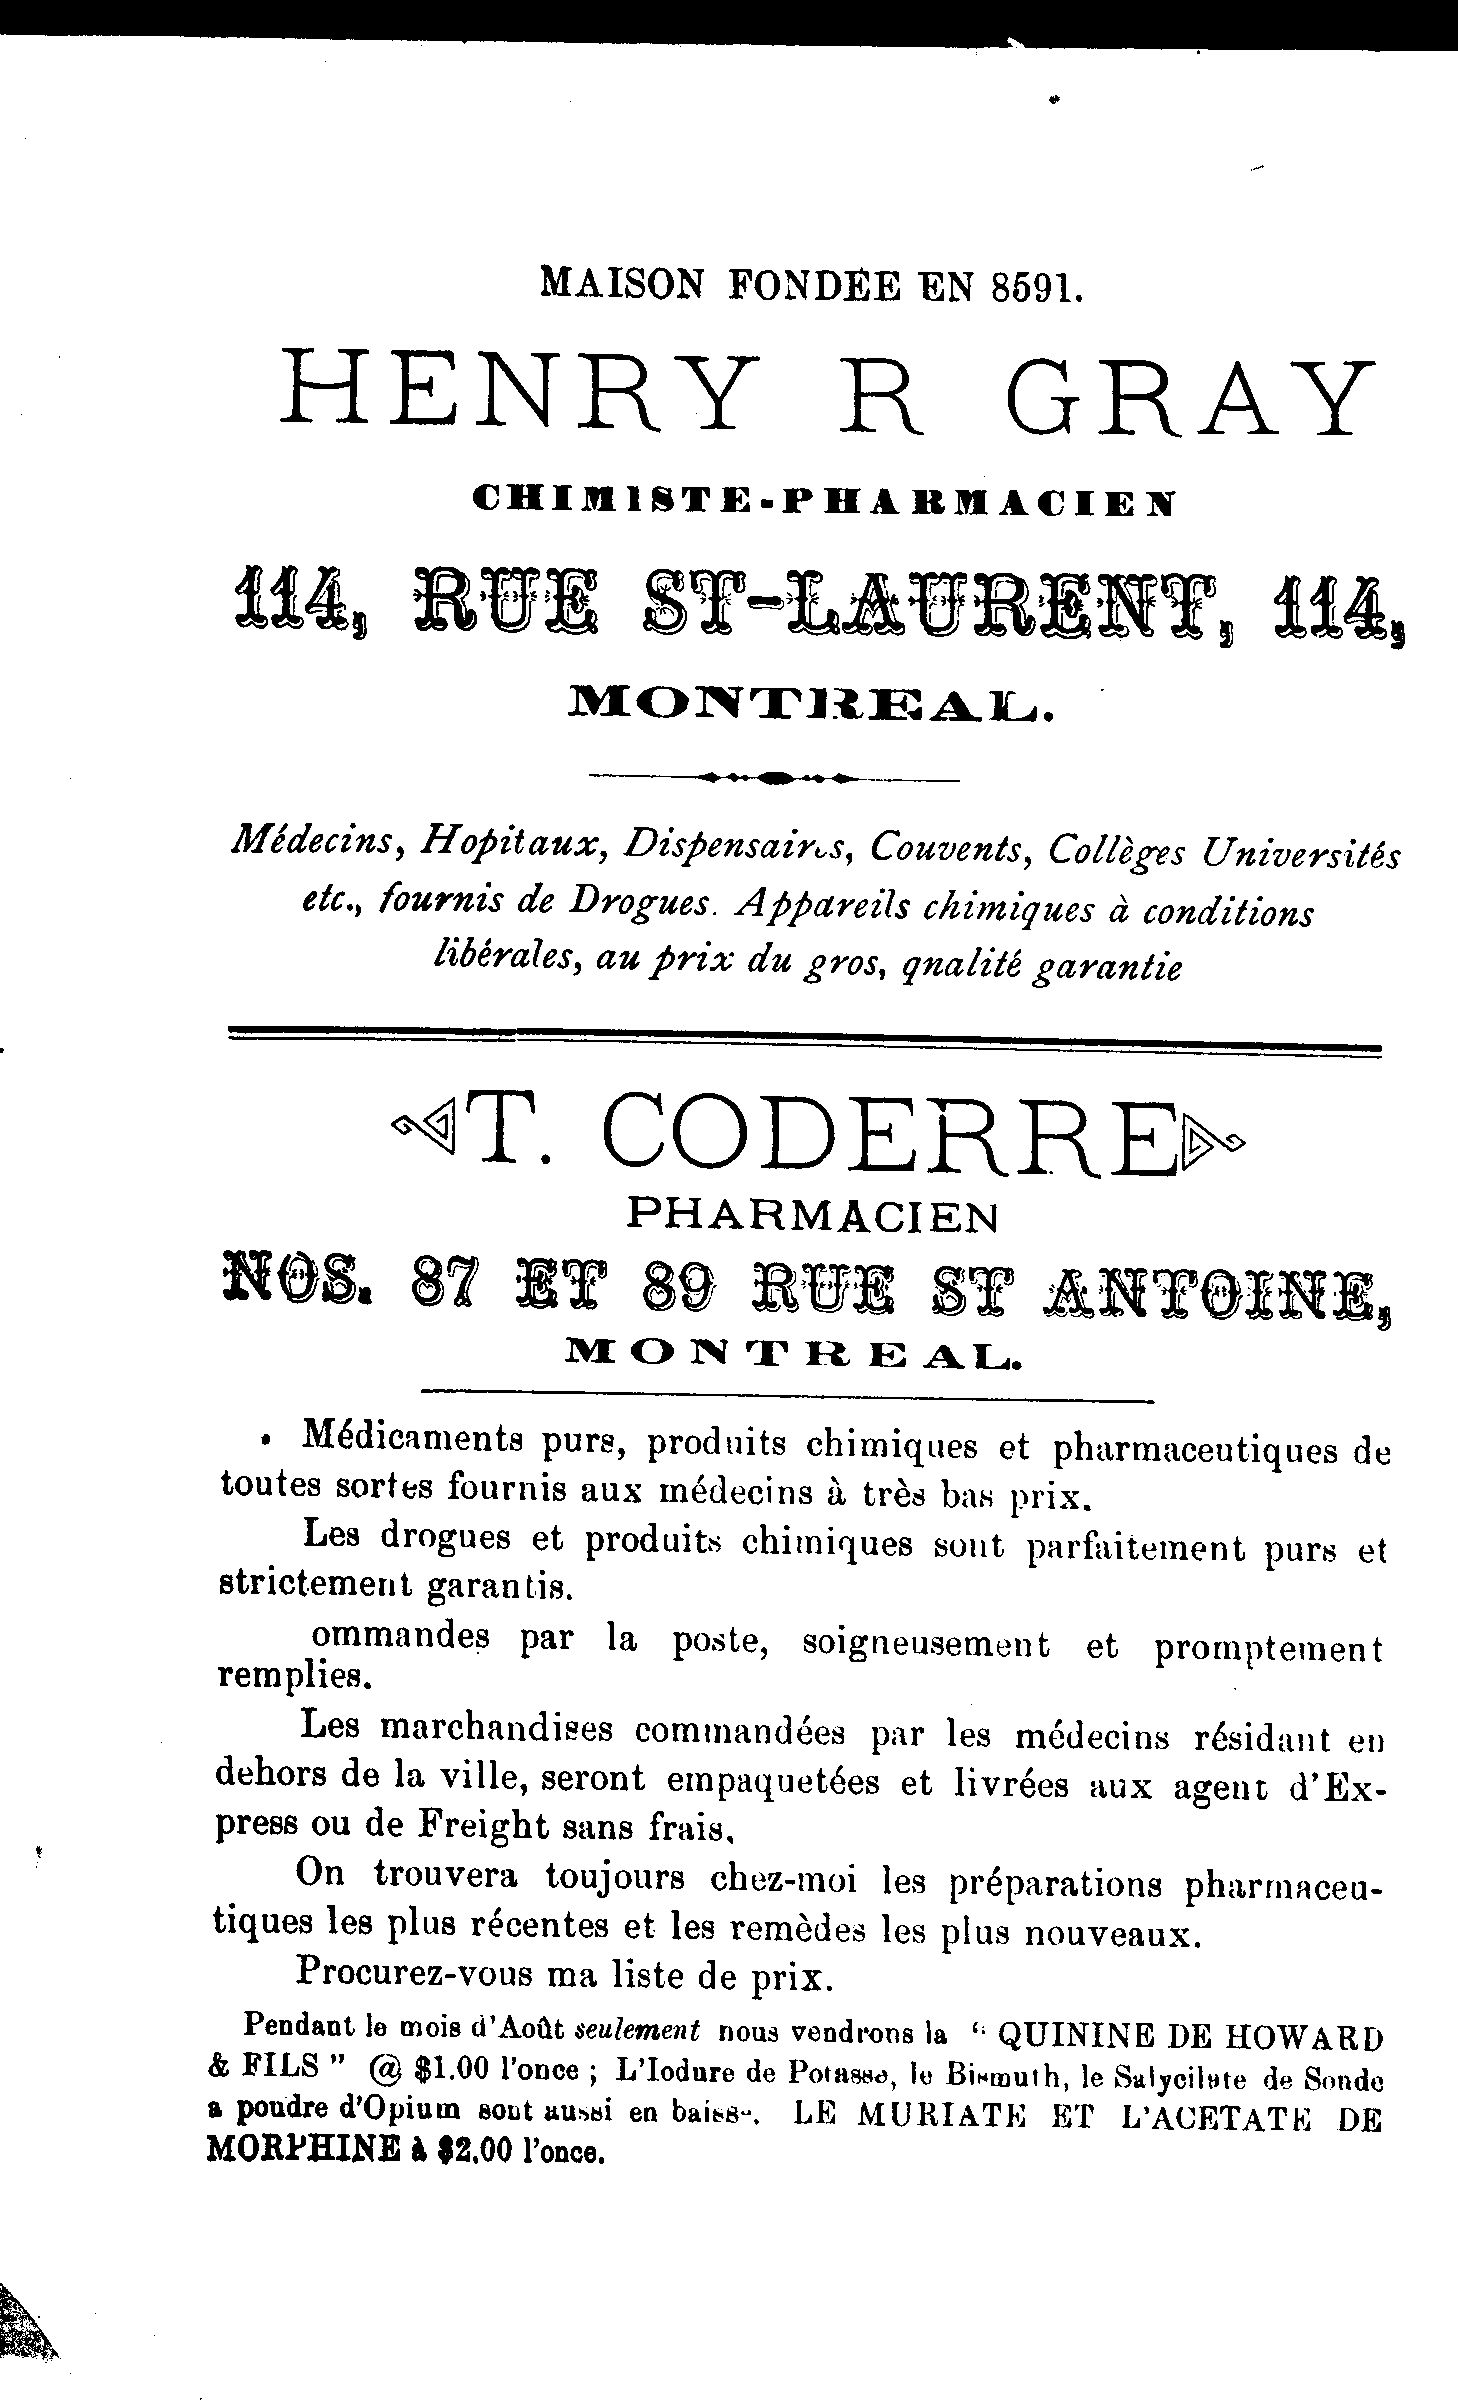 MAISON FONDÉE EN 8591.
HENRY R GRAY
CHIMISTE-PHARMACIEN
114, RUE ST-LAURENT, 114,
MONTREAL.
Médecins, Hopitaux, Dispensaires, Couvents, Collèges Universités
etc., fournis de Drogues. Appareils chimiques à conditions
libérales, au prix du gros, qnalité garantie
T. CODERRE
PHARMACIEN
NOS. 87 ET 89 RUE ST ANTOINE,
MONTREAL.
Médicaments purs, produits chimiques et pharmaceutiques de
toutes sortes fournis aux médecins à très bas prix.
Les drogues et produits chimiques sont parfaitement purs et
strictement garantis.
ommandes par la poste, soigneusement et promptement
remplies.
Les marchandises commandées par les médecins résidant en
dehors de la ville, seront empaquetées et livrées aux agent d'Ex-
press ou de Freight sans frais.
On trouvera toujours chez-moi les préparations pharmaceu-
tiques les plus récentes et les remèdes les plus nouveaux.
Procurez-vous ma liste de prix.
Pendant le mois d'Août seulement nous vendrons la " QUININE DE HOWARD
& FILS " @ $1.00 l'once ; L'Iodure de Potasse, le Bismuth, le Salycilate de Sonde
a poudre d'Opium sont aussi en baisse. LE MURIATE ET L'ACETATE DE
MORPHINE à $2.00 l'once.